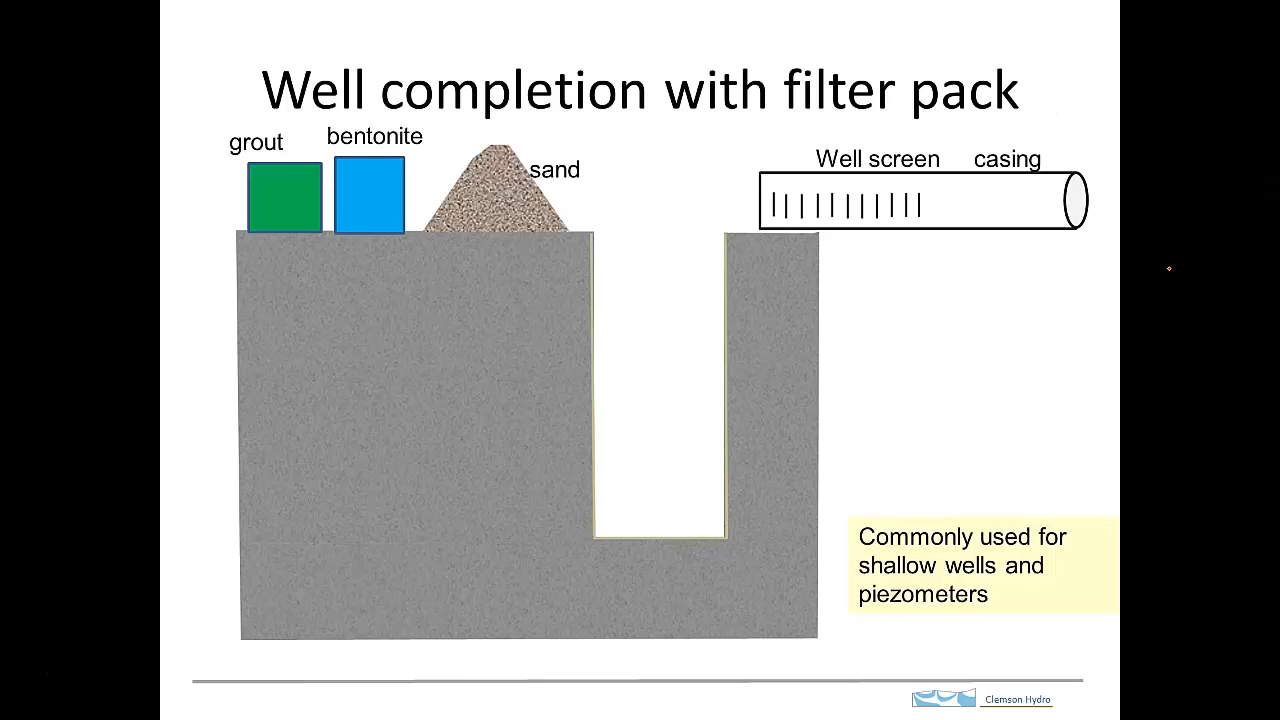 Well completion with filter pack
grout
bentonite
sand
Well screen
casing
Commonly used for
shallow wells and
piezometers
Clemson Hydro